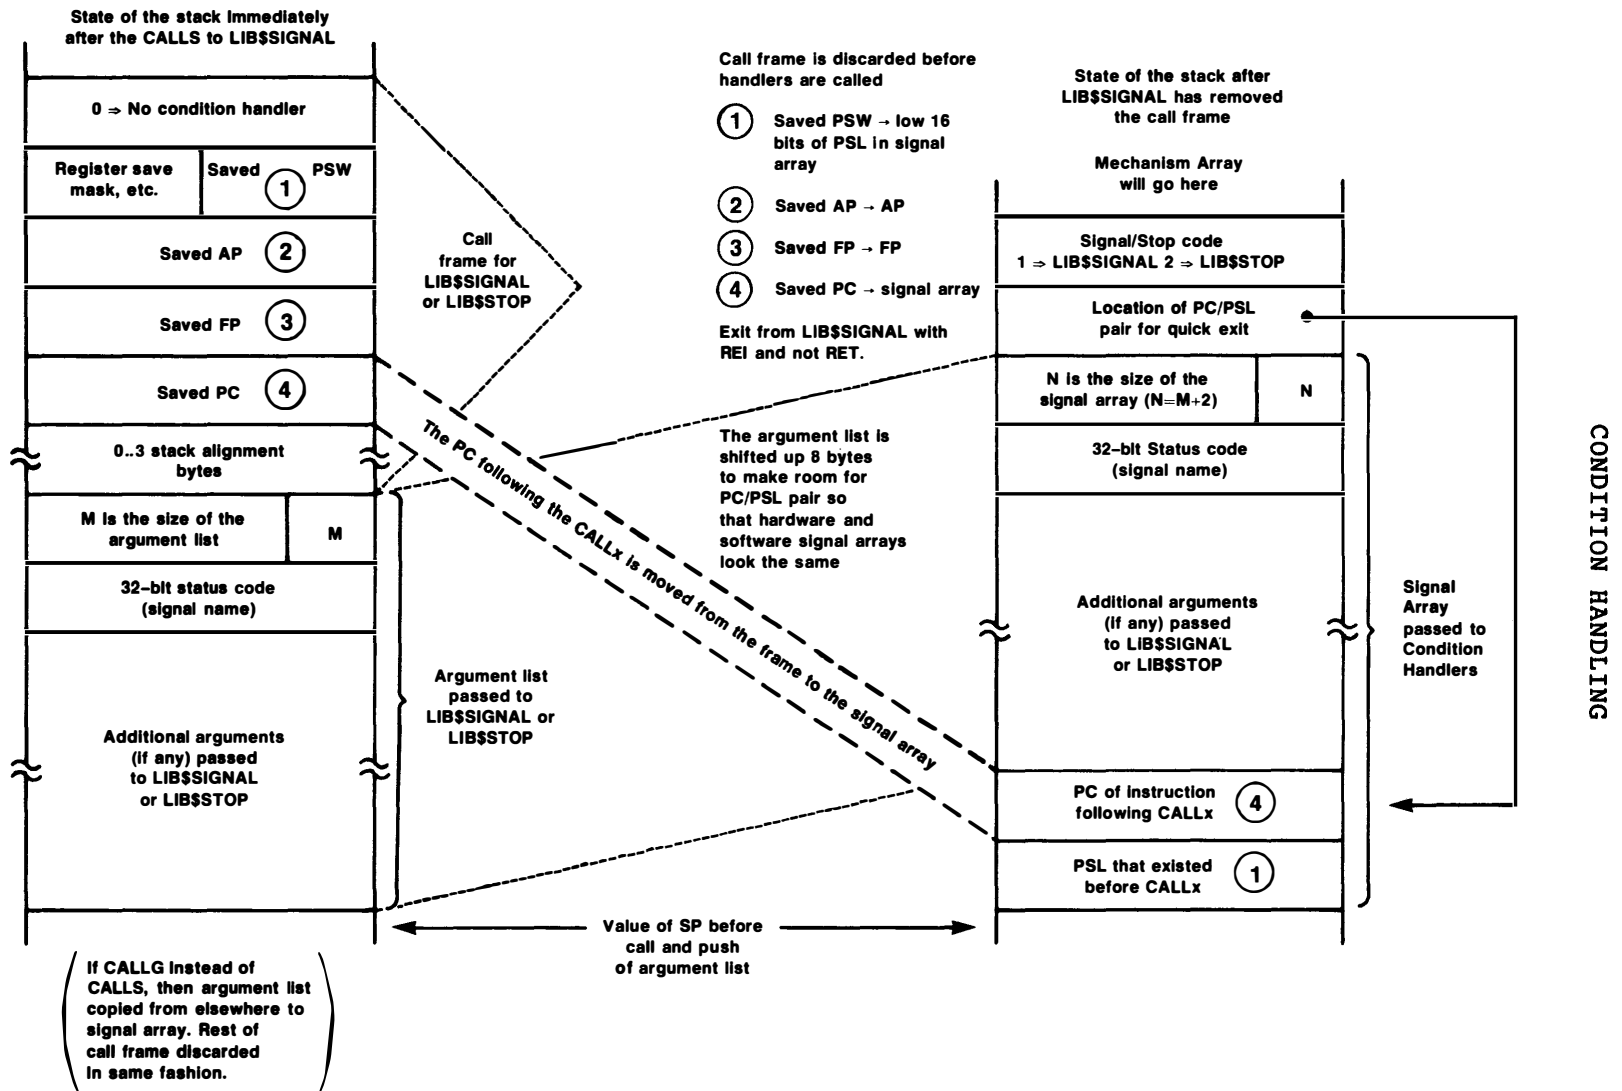 State of the stack Immediately
after the CALLS to LIB$SIGNAL
0 ⇒ No condition handler
Register save
mask, etc.
Saved 1 PSW
Saved AP 2
Saved FP 3
Saved PC 4
0..3 stack alignment
bytes
M is the size of the
argument list
M
32-bit status code
(signal name)
Additional arguments
(if any) passed
to LIB$SIGNAL
or LIB$STOP
If CALLG instead of
CALLS, then argument list
copied from elsewhere to
signal array. Rest of
call frame discarded
in same fashion.
Call
frame for
LIB$SIGNAL
or LIB$STOP
The PC following the CALLx is moved from the frame to the signal array
Argument list
passed to
LIB$SIGNAL or
LIB$STOP
Value of SP before
call and push
of argument list
Call frame is discarded before
handlers are called
1 Saved PSW → low 16
bits of PSL in signal
array
2 Saved AP → AP
3 Saved FP → FP
4 Saved PC → signal array
Exit from LIB$SIGNAL with
REI and not RET.
The argument list is
shifted up 8 bytes
to make room for
PC/PSL pair so
that hardware and
software signal arrays
look the same
State of the stack after
LIB$SIGNAL has removed
the call frame
Mechanism Array
will go here
Signal/Stop code
1 ⇒ LIB$SIGNAL 2 ⇒ LIB$STOP
Location of PC/PSL
pair for quick exit
N is the size of the
signal array (N=M+2)
N
32-bit Status code
(signal name)
Additional arguments
(if any) passed
to LIB$SIGNAL
or LIB$STOP
PC of instruction
following CALLx
4
PSL that existed
before CALLx
1
Signal
Array
passed to
Condition
Handlers
CONDITION HANDLING